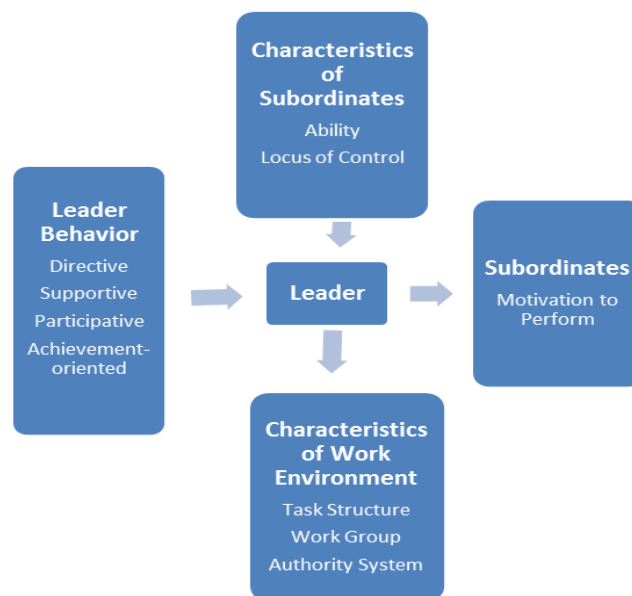 Characteristics
of
Subordinates
Ability
Locus of Control
Leader
Behavior
Directive
Supportive
Participative
Achievement-
oriented
Leader
Subordinates
Motivation to
Perform
Characteristics
of Work
Environment
Task Structure
Work Group
Authority System